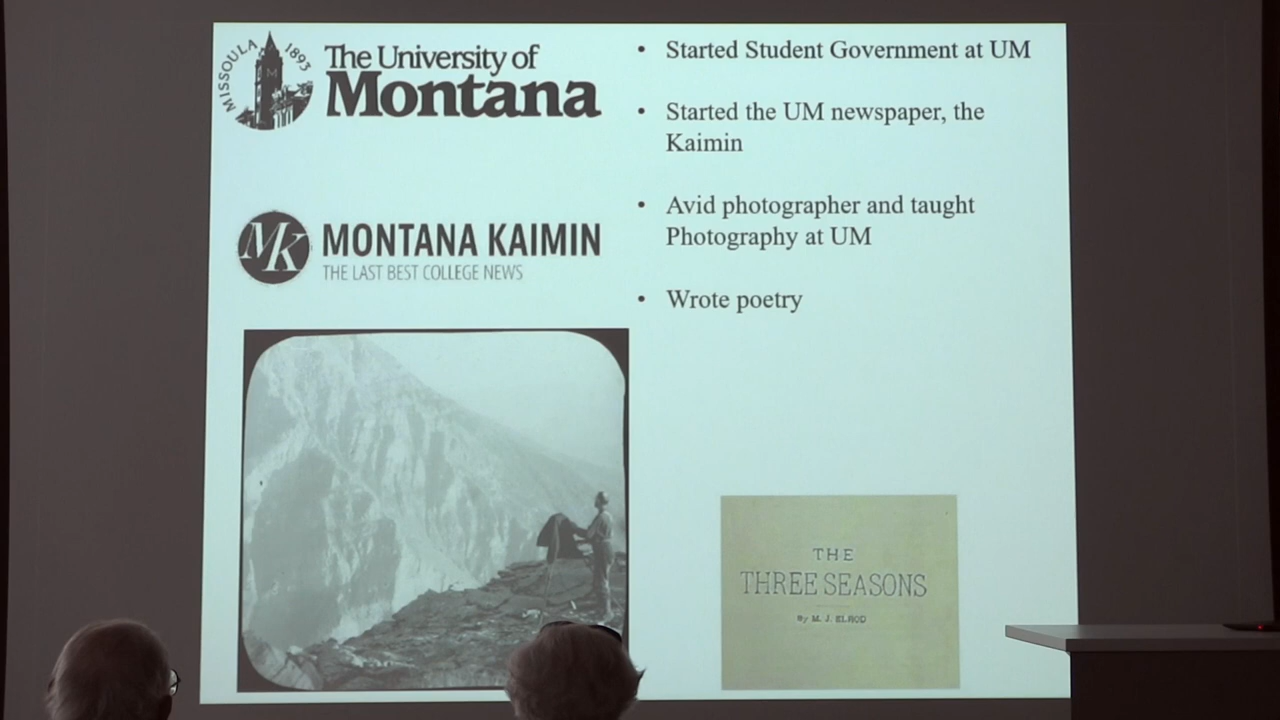 MISSOULA 1893
The University of
Montana
M
MK
MONTANA KAIMIN
THE LAST BEST COLLEGE NEWS
• Started Student Government at UM
• Started the UM newspaper, the
Kaimin
• Avid photographer and taught
Photography at UM
• Wrote poetry
THE
THREE SEASONS
By M. J. ELROD